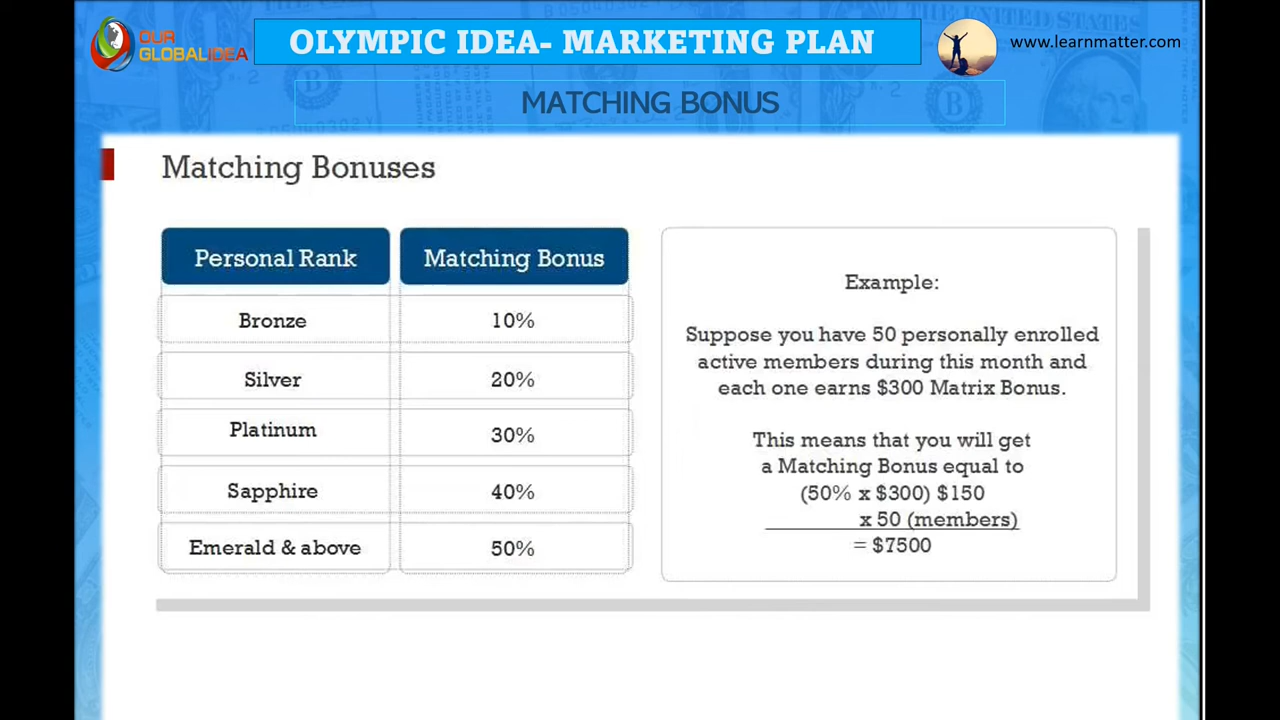 OUR
GLOBALIDEA
OLYMPIC IDEA- MARKETING PLAN
www.learnmatter.com
MATCHING BONUS
Matching Bonuses
Personal Rank Matching Bonus
Bronze 10%
Silver 20%
Platinum 30%
Sapphire 40%
Emerald & above 50%
Example:
Suppose you have 50 personally enrolled
active members during this month and
each one earns $300 Matrix Bonus.
This means that you will get
a Matching Bonus equal to
(50% x $300) $150
x 50 (members)
= $7500